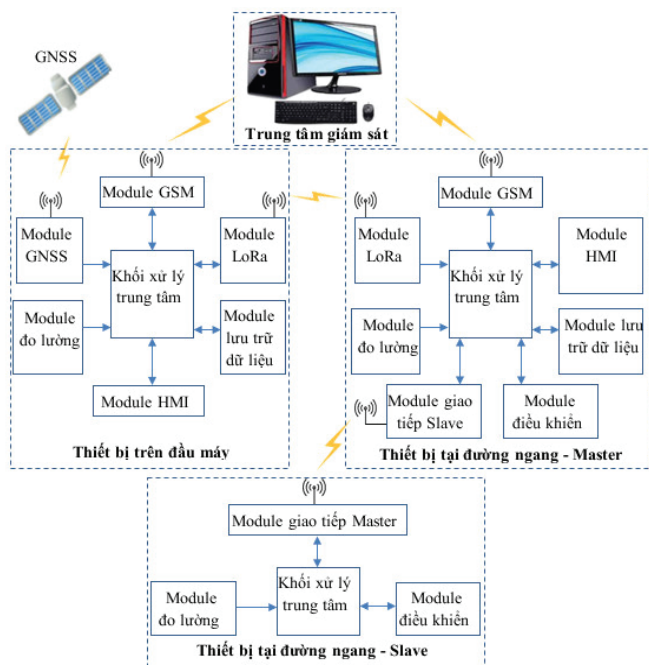 GNSS
Trung tâm giám sát
Module GSM
Module
GNSS
Module
LoRa
Khối xử lý
trung tâm
Module
đo lường
Module
lưu trữ
dữ liệu
Module HMI
Thiết bị trên đầu máy
Module GSM
Module
LoRa
Module
HMI
Khối xử lý
trung tâm
Module
đo lường
Module
lưu trữ
dữ liệu
Module giao
tiếp Slave
Module
điều khiển
Thiết bị tại đường ngang - Master
Module giao tiếp Master
Khối xử lý
trung tâm
Module
đo lường
Module
điều khiển
Thiết bị tại đường ngang - Slave